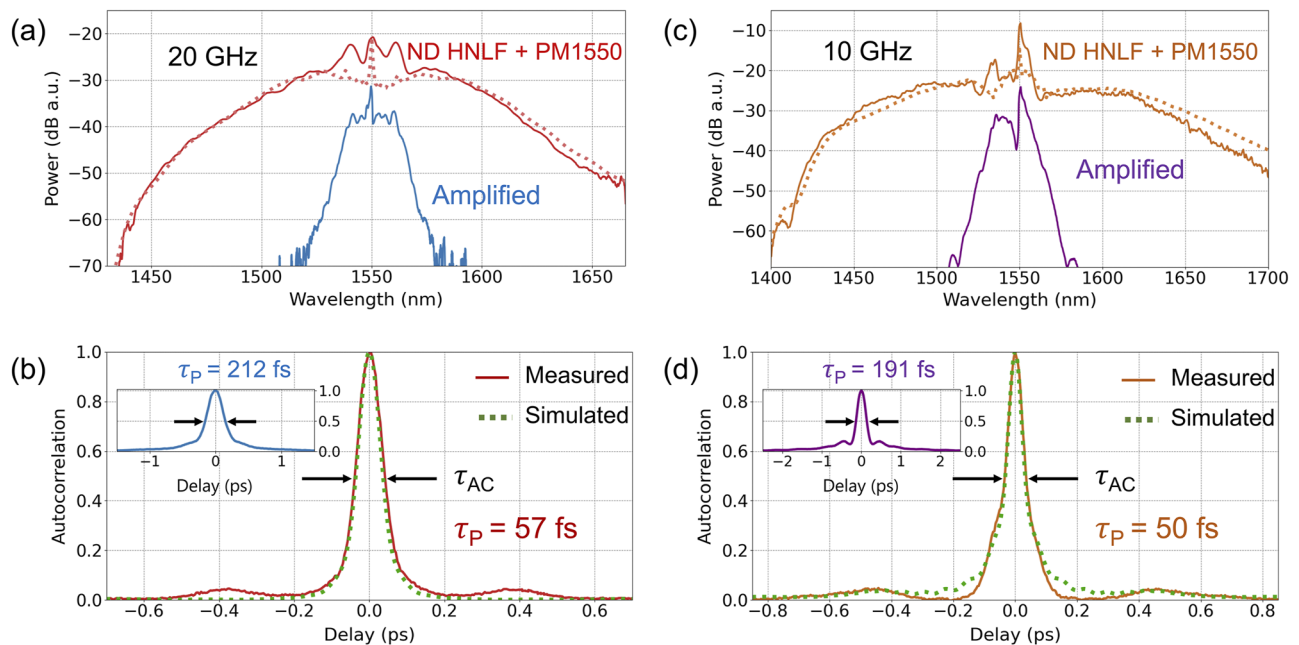 (a)
20 GHz
ND HNLF + PM1550
Amplified
Power (dB a.u.)
−20
−30
−40
−50
−60
−70
1450 1500 1550 1600 1650
Wavelength (nm)
(c)
10 GHz
ND HNLF + PM1550
Amplified
Power (dB a.u.)
−10
−20
−30
−40
−50
−60
1400 1450 1500 1550 1600 1650 1700
Wavelength (nm)
(b)
τP = 212 fs
Measured
Simulated
τAC
τP = 57 fs
Autocorrelation
1.0
0.8
0.6
0.4
0.2
0.0
1.0
0.5
0.0
−1 0 1
Delay (ps)
−0.6 −0.4 −0.2 0.0 0.2 0.4 0.6
Delay (ps)
(d)
τP = 191 fs
Measured
Simulated
τAC
τP = 50 fs
Autocorrelation
1.0
0.8
0.6
0.4
0.2
0.0
1.0
0.5
0.0
−2 −1 0 1 2
Delay (ps)
−0.8 −0.6 −0.4 −0.2 0.0 0.2 0.4 0.6 0.8
Delay (ps)